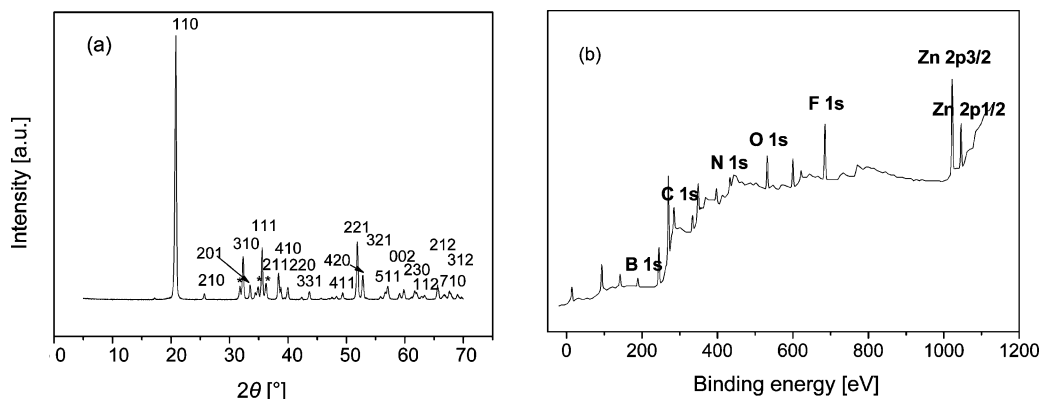 (a)
110
Intensity [a.u.]
210
201
310
*
*
*
111
211
410
220
331
411
420
221
321
511
002
230
112
212
312
710
0 10 20 30 40 50 60 70
2θ [°]
(b)
B 1s
C 1s
N 1s
O 1s
F 1s
Zn 2p3/2
Zn 2p1/2
0 200 400 600 800 1000 1200
Binding energy [eV]